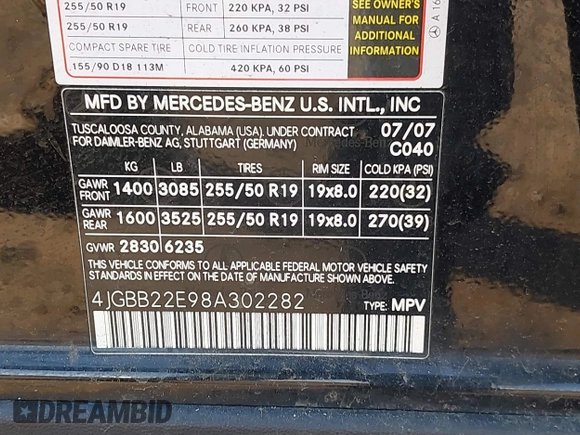 255/50 R19 FRONT 220 KPA, 32 PSI
255/50 R19 REAR 260 KPA, 38 PSI
COMPACT SPARE TIRE COLD TIRE INFLATION PRESSURE
155/90 D18 113M 420 KPA, 60 PSI
SEE OWNER'S
MANUAL FOR
ADDITIONAL
INFORMATION
A 16
MFD BY MERCEDES-BENZ U.S. INTL., INC
TUSCALOOSA COUNTY, ALABAMA (USA). UNDER CONTRACT 07/07
FOR DAIMLER-BENZ AG, STUTTGART (GERMANY) C040
KG LB TIRES RIM SIZE COLD KPA (PSI)
GAWR FRONT 1400 3085 255/50 R19 19x8.0 220(32)
GAWR REAR 1600 3525 255/50 R19 19x8.0 270(39)
GVWR 2830 6235
THIS VEHICLE CONFORMS TO ALL APPLICABLE FEDERAL MOTOR VEHICLE SAFETY
STANDARDS IN EFFECT ON THE DATE OF MANUFACTURE SHOWN ABOVE.
4JGBB22E98A302282 TYPE: MPV
DREAMBID